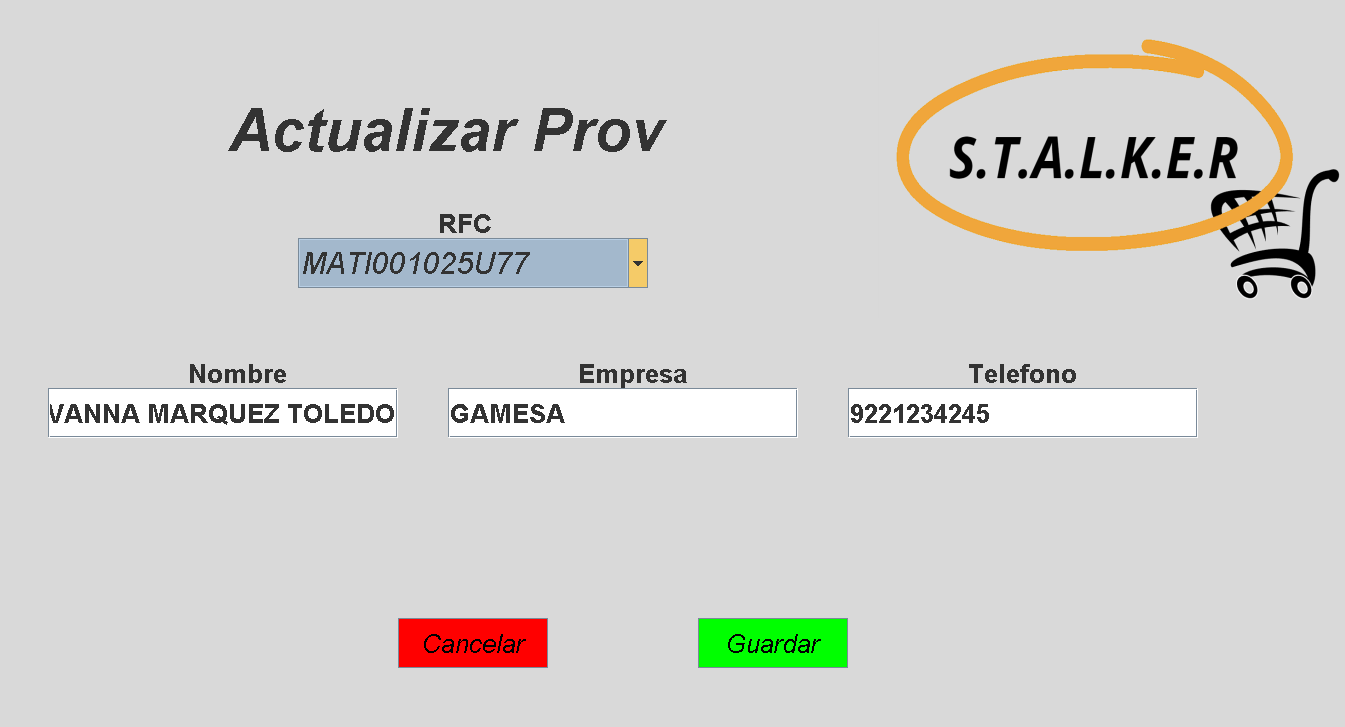 Actualizar Prov
S.T.A.L.K.E.R
RFC
MATI001025U77
Nombre
Empresa
Telefono
VANNA MARQUEZ TOLEDO
GAMESA
9221234245
Cancelar
Guardar